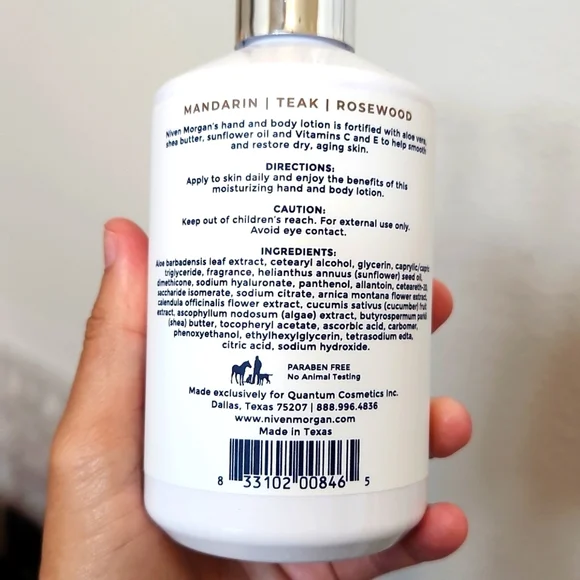 MANDARIN | TEAK | ROSEWOOD
Niven Morgan's hand and body lotion is fortified with aloe vera,
shea butter, sunflower oil and Vitamins C and E to help smooth
and restore dry, aging skin.
DIRECTIONS:
Apply to skin daily and enjoy the benefits of this
moisturizing hand and body lotion.
CAUTION:
Keep out of children's reach. For external use only.
Avoid eye contact.
INGREDIENTS:
Aloe barbadensis leaf extract, cetearyl alcohol, glycerin, caprylic/capric
triglyceride, fragrance, helianthus annuus (sunflower) seed oil,
dimethicone, sodium hyaluronate, panthenol, allantoin, ceteareth-20,
saccharide isomerate, sodium citrate, arnica montana flower extract,
calendula officinalis flower extract, cucumis sativus (cucumber) fruit
extract, ascophyllum nodosum (algae) extract, butyrospermum parkii
(shea) butter, tocopheryl acetate, ascorbic acid, carbomer,
phenoxyethanol, ethylhexylglycerin, tetrasodium edta,
citric acid, sodium hydroxide.
PARABEN FREE
No Animal Testing
Made exclusively for Quantum Cosmetics Inc.
Dallas, Texas 75207 | 888.996.4836
www.nivenmorgan.com
Made in Texas
8 33102 00846 5